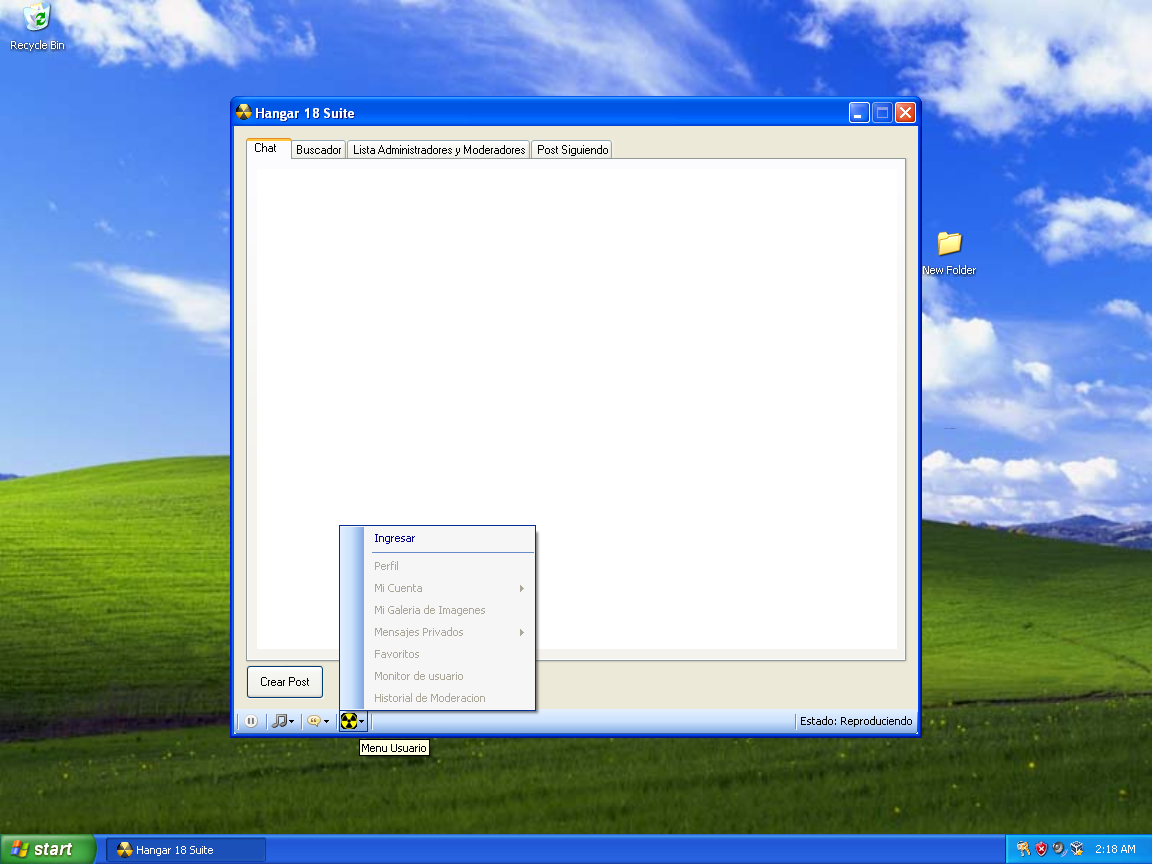 Recycle Bin
Hangar 18 Suite
Chat Buscador Lista Administradores y Moderadores Post Siguiendo
New Folder
Ingresar
Perfil
Mi Cuenta
Mi Galeria de Imagenes
Mensajes Privados
Favoritos
Monitor de usuario
Historial de Moderacion
Crear Post
Estado: Reproduciendo
Menu Usuario
start Hangar 18 Suite 2:18 AM